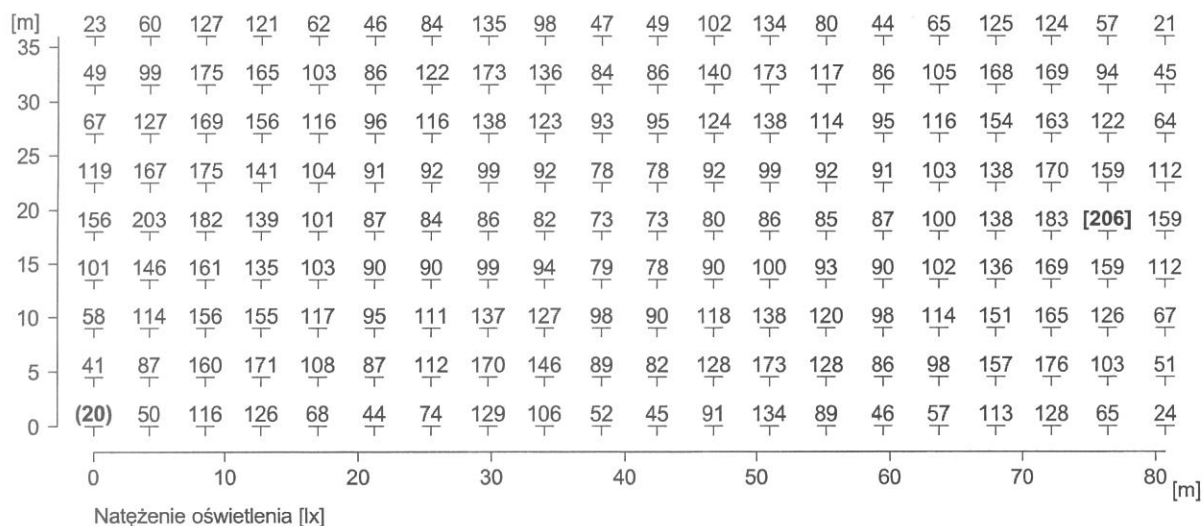 [m] 23 60 127 121 62 46 84 135 98 47 49 102 134 80 44 65 125 124 57 21
35
49 99 175 165 103 86 122 173 136 84 86 140 173 117 86 105 168 169 94 45
30
67 127 169 156 116 96 116 138 123 93 95 124 138 114 95 116 154 163 122 64
25
119 167 175 141 104 91 92 99 92 78 78 92 99 92 91 103 138 170 159 112
20
156 203 182 139 101 87 84 86 82 73 73 80 86 85 87 100 138 183 [206] 159
15
101 146 161 135 103 90 90 99 94 79 78 90 100 93 90 102 136 169 159 112
10
58 114 156 155 117 95 111 137 127 98 90 118 138 120 98 114 151 165 126 67
5
41 87 160 171 108 87 112 170 146 89 82 128 173 128 86 98 157 176 103 51
0
(20) 50 116 126 68 44 74 129 106 52 45 91 134 89 46 57 113 128 65 24
0 10 20 30 40 50 60 70 80
[m]
Natężenie oświetlenia [lx]